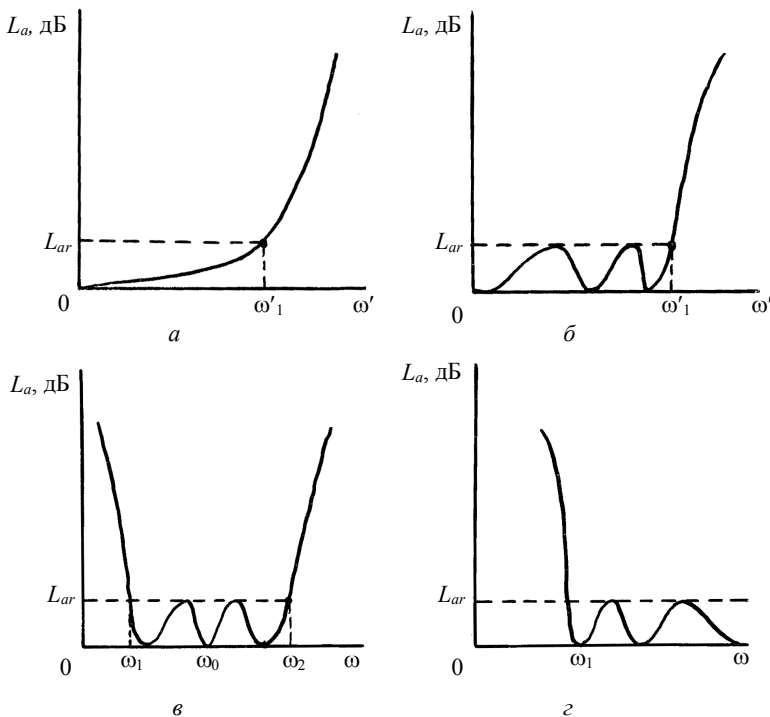 Lₐ, дБ
Lₐᵣ
0
ω′₁
ω′
а
Lₐ, дБ
Lₐᵣ
0
ω′₁
ω′
б
Lₐ, дБ
Lₐᵣ
0
ω₁
ω₀
ω₂
ω
в
Lₐ, дБ
Lₐᵣ
0
ω₁
ω
г